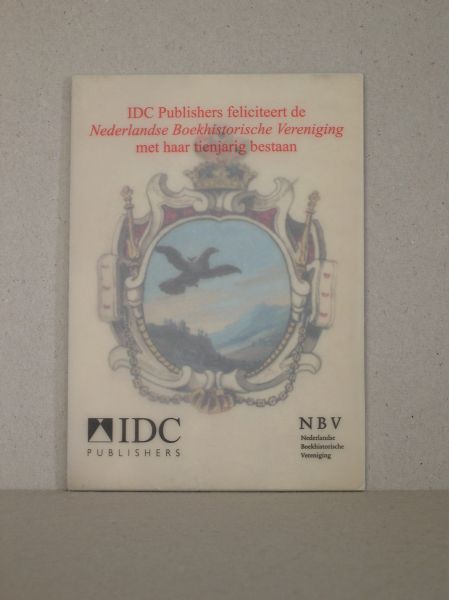 IDC Publishers feliciteert de
Nederlandse Boekhistorische Vereniging
met haar tienjarig bestaan
IDC
PUBLISHERS
NBV
Nederlandse
Boekhistorische
Vereniging